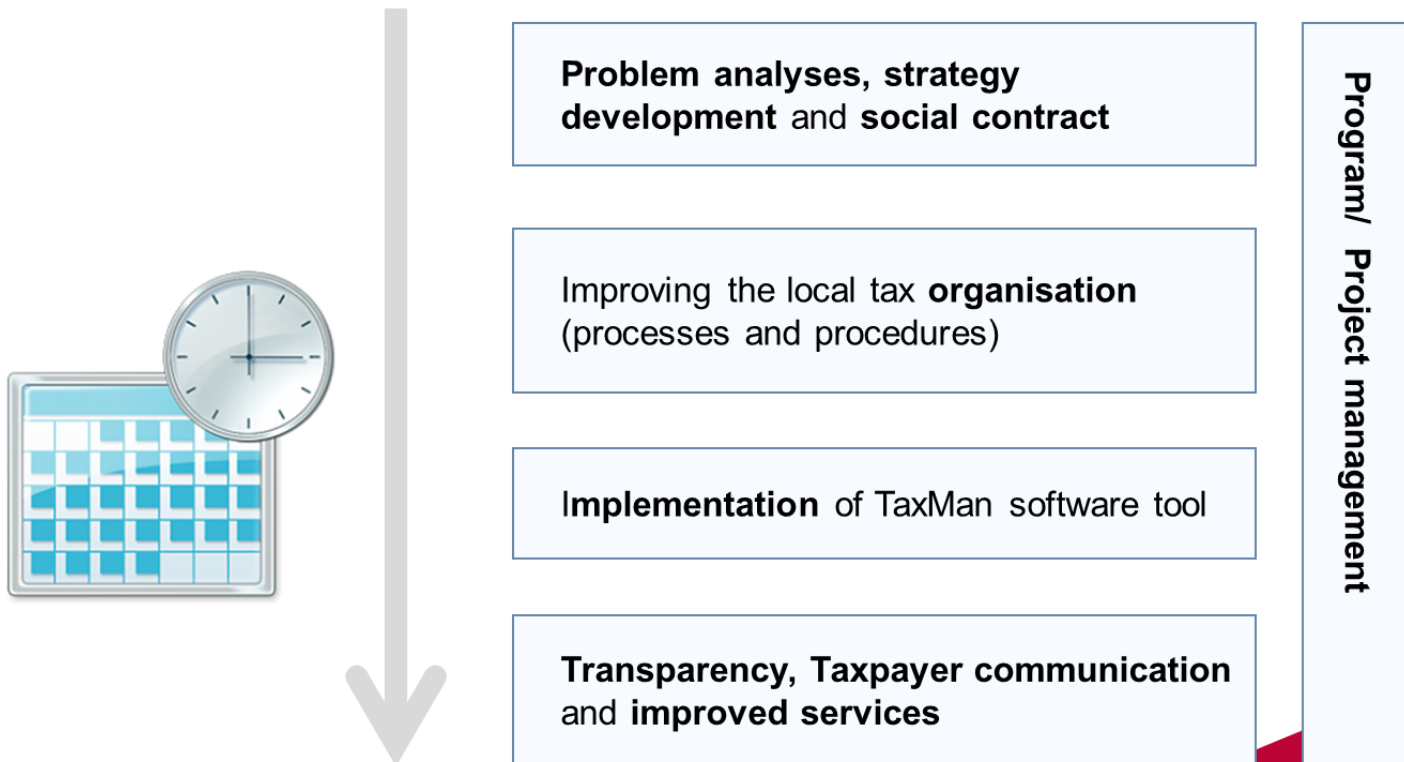 Problem analyses, strategy
development and social contract
Improving the local tax organisation
(processes and procedures)
Implementation of TaxMan software tool
Transparency, Taxpayer communication
and improved services
Program/ Project management